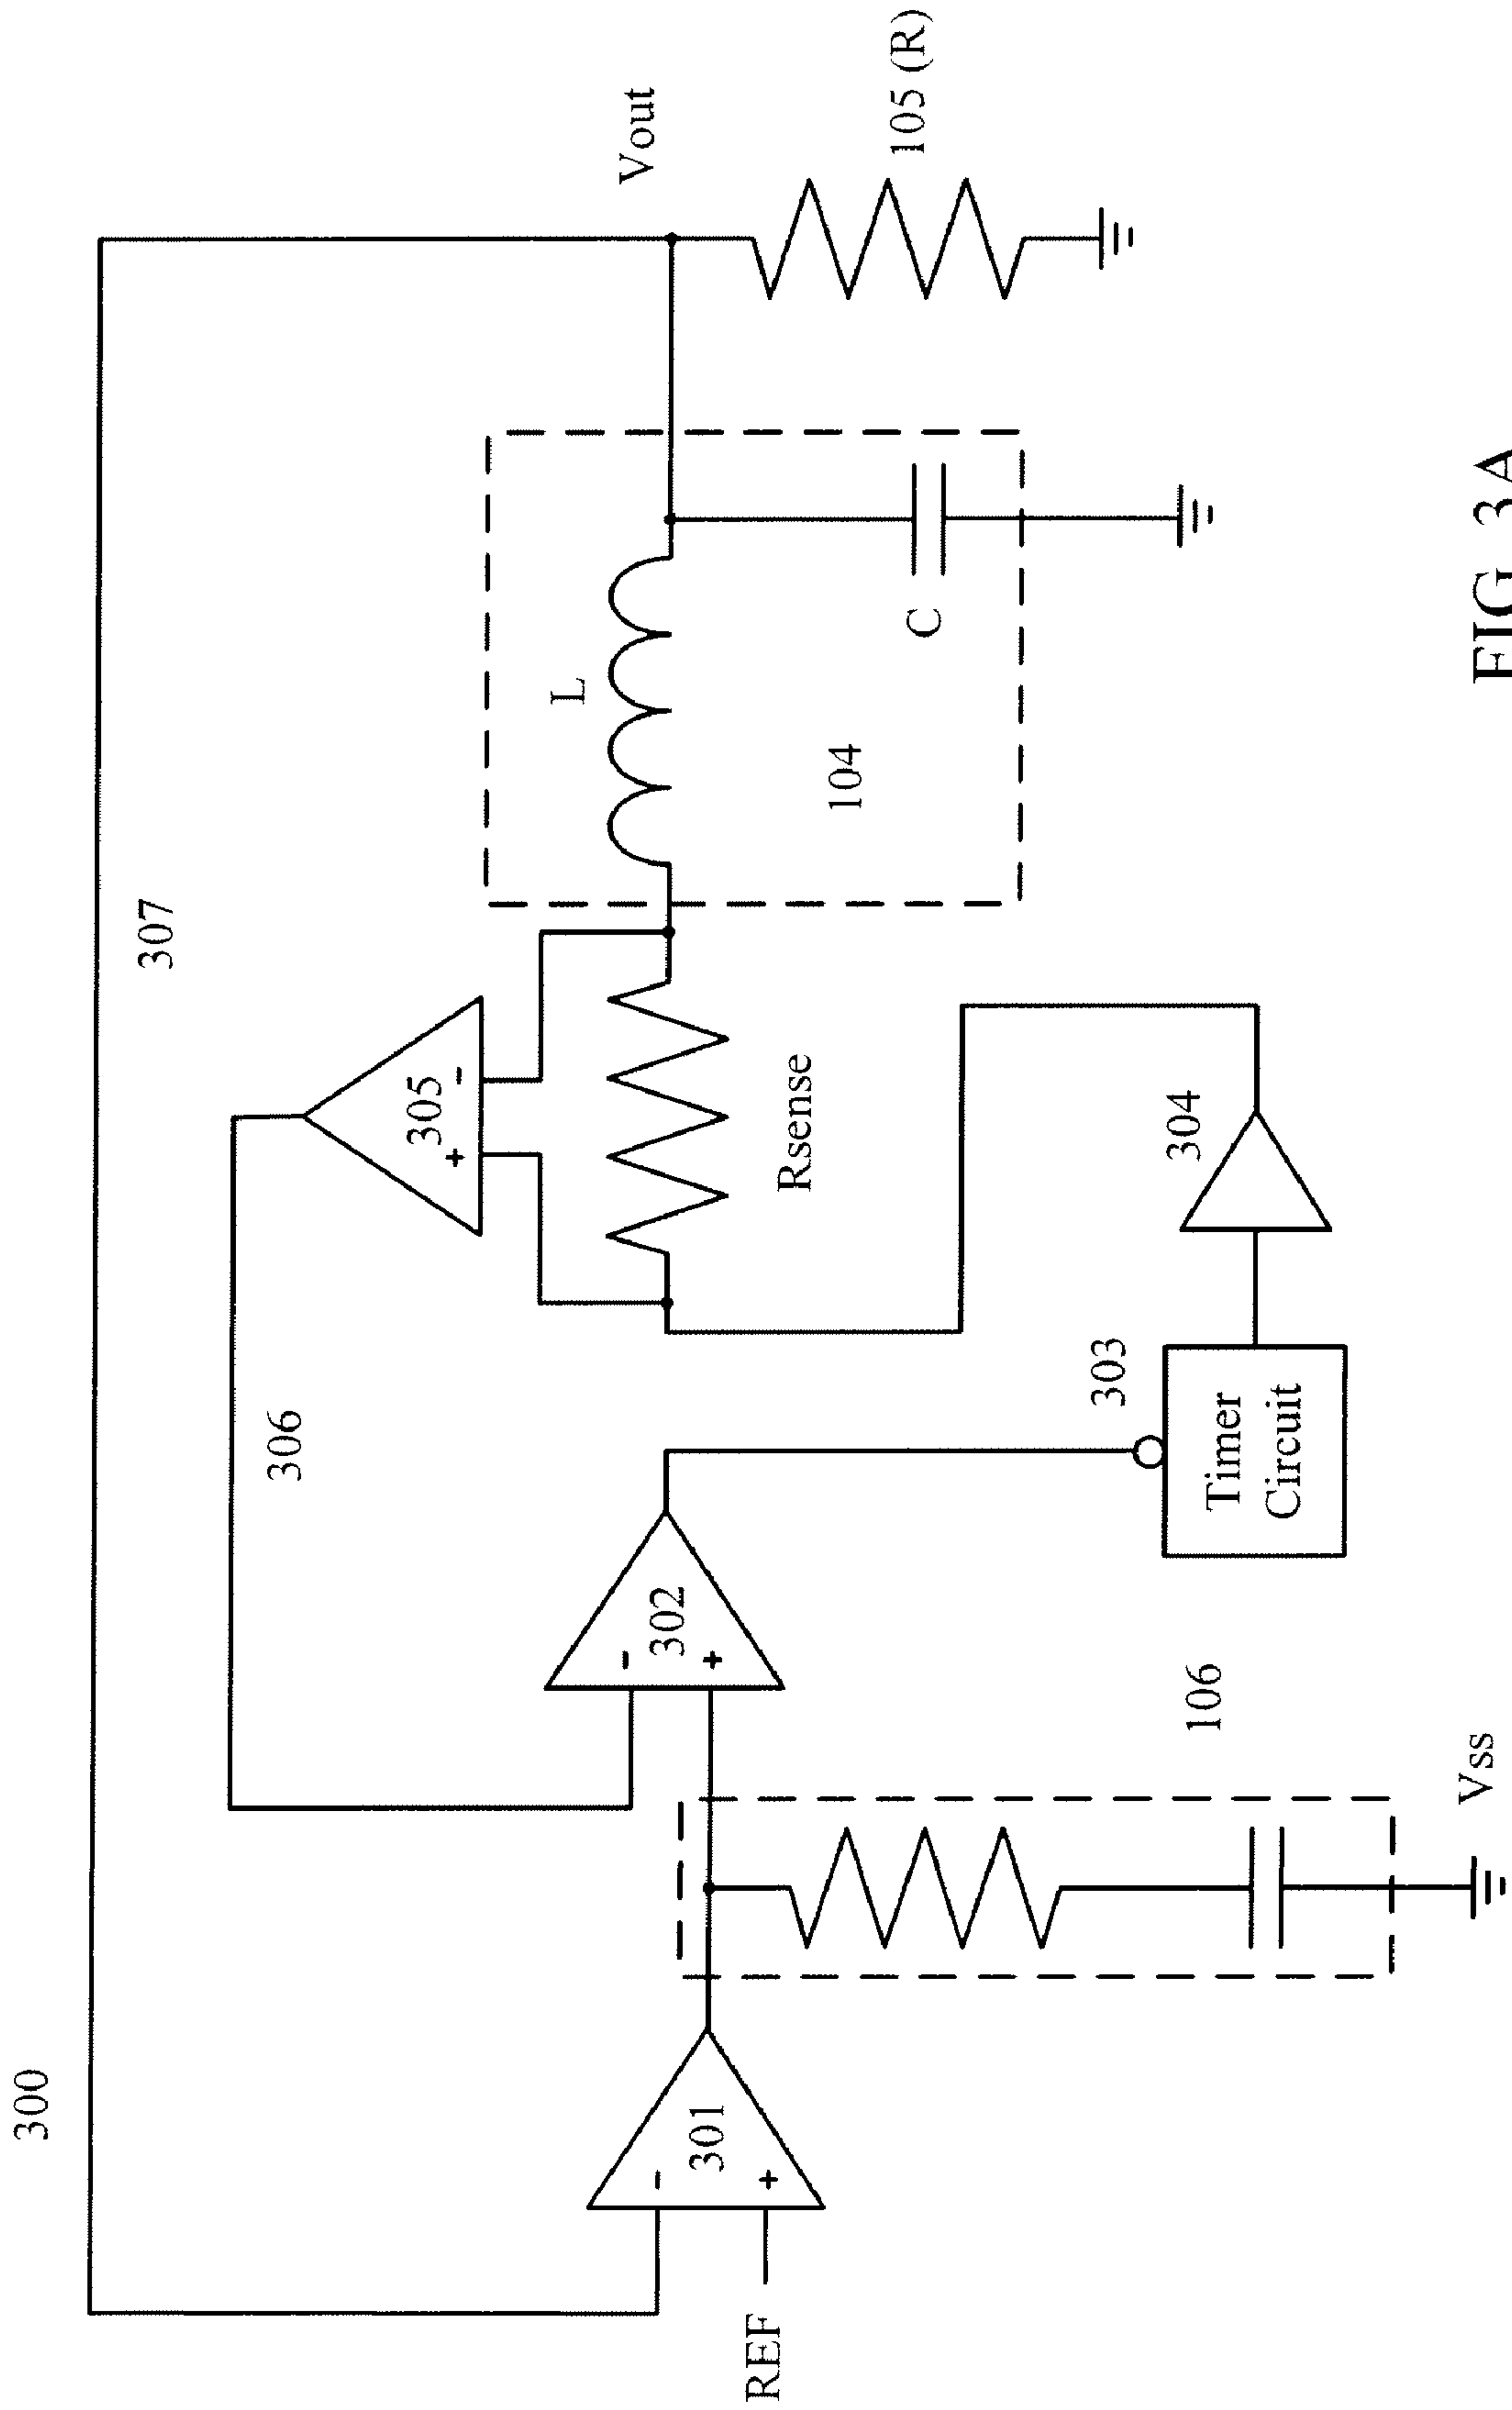 300
307
Vout
306
305
+ -
L
105 (R)
104
C
Rsense
302
- +
301
- +
REF
303
304
Timer
Circuit
106
Vss
FIG. 3A